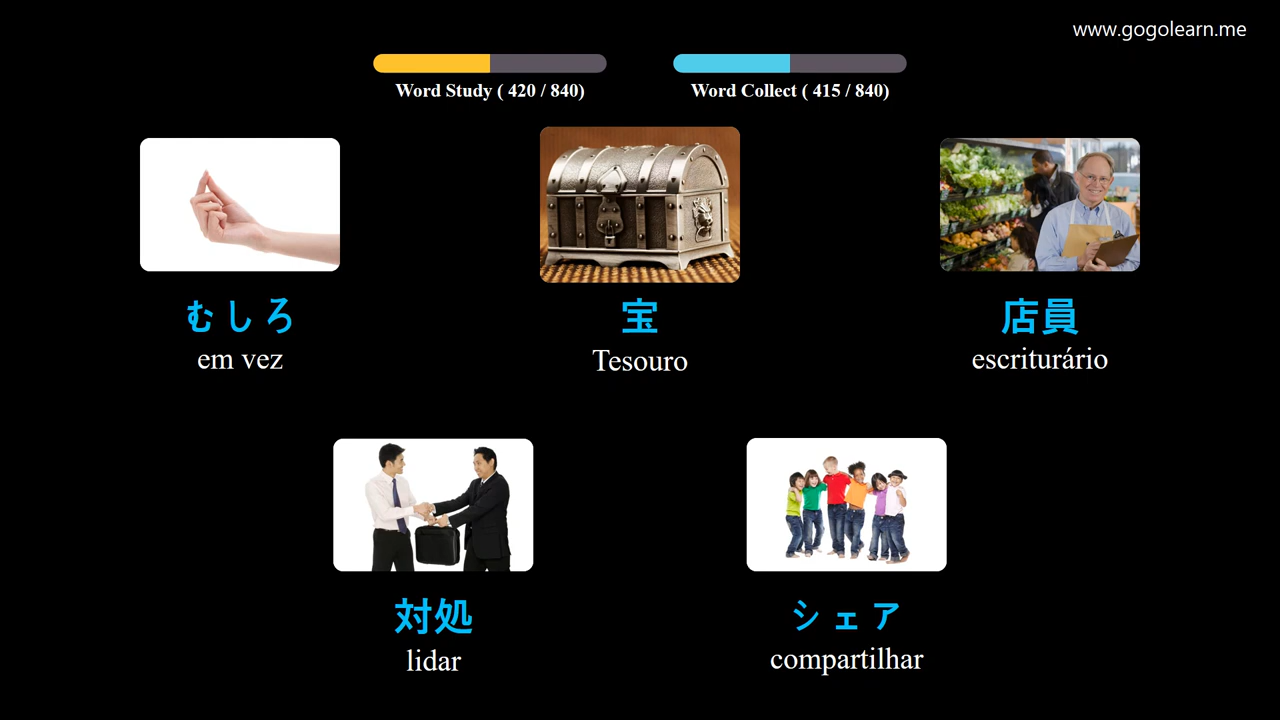 www.gogolearn.me
Word Study ( 420 / 840)
Word Collect ( 415 / 840)
むしろ
em vez
宝
Tesouro
店員
escriturário
対処
lidar
シェア
compartilhar